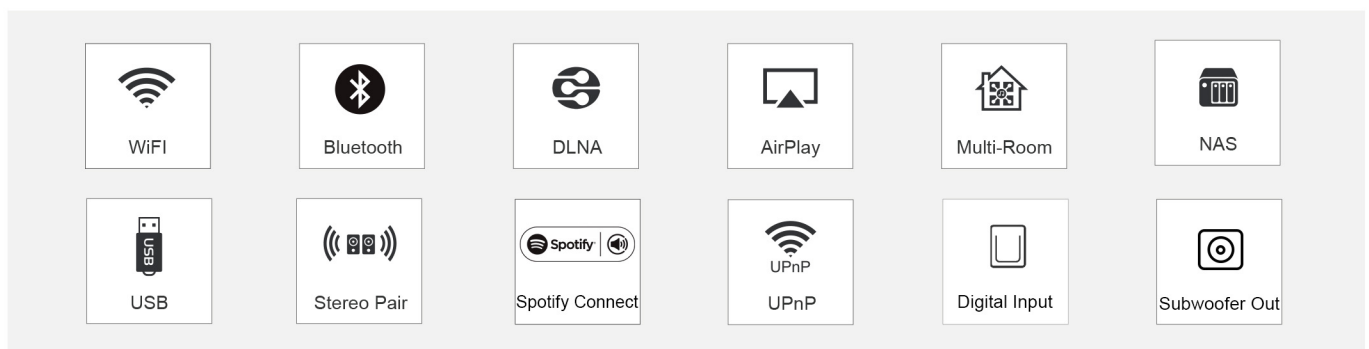 WiFI
Bluetooth
DLNA
AirPlay
Multi-Room
NAS
USB
USB
Stereo Pair
Spotify
Spotify Connect
UPnP
UPnP
Digital Input
Subwoofer Out